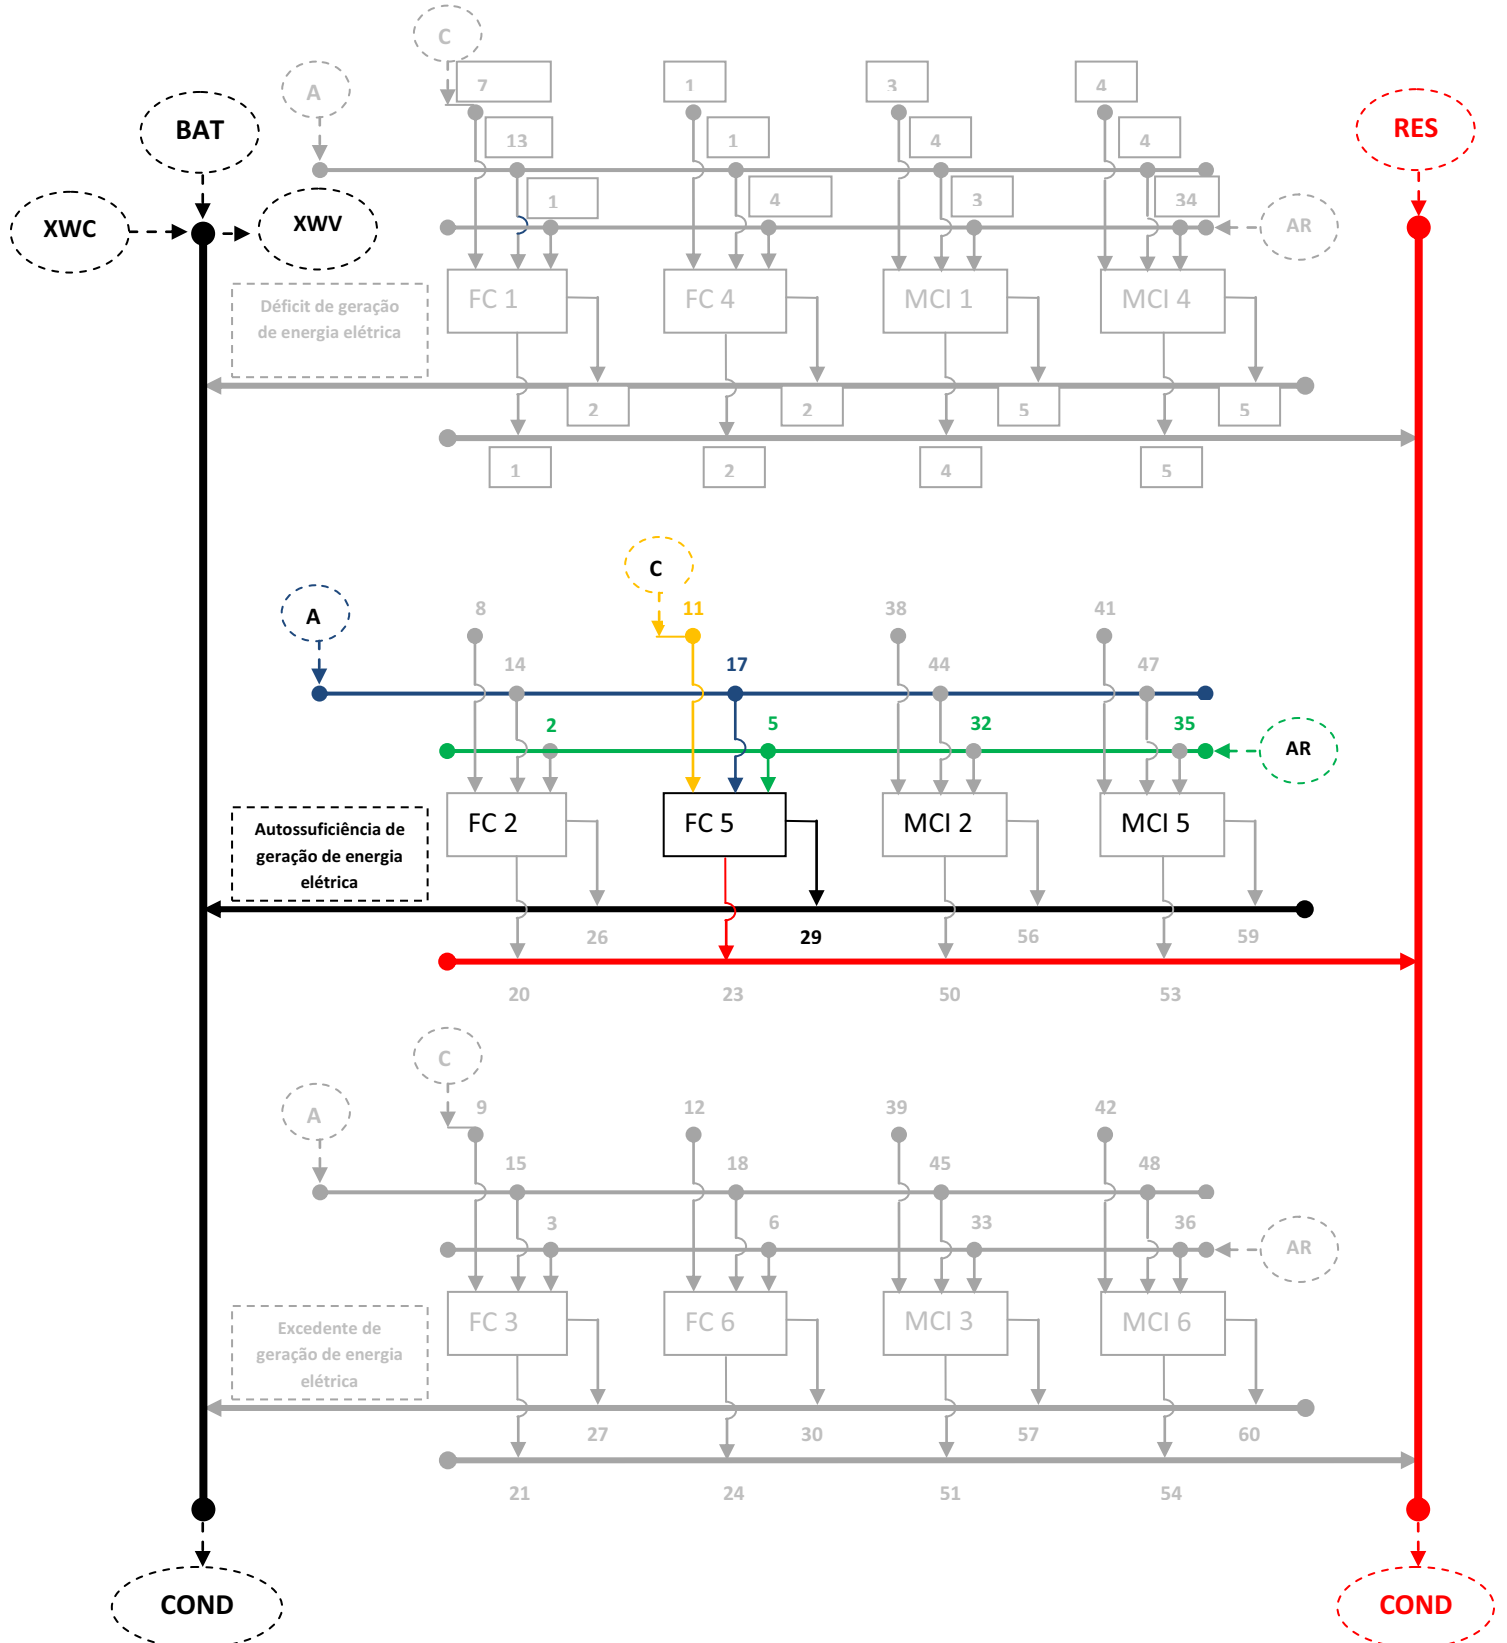 C
7 1 3 4
A
BAT
13 1 4 4
RES
1 4 3 34
XWC
XWV
AR
FC 1 FC 4 MCI 1 MCI 4
Déficit de geração
de energia elétrica
2 2 5 5
1 2 4 5
C
A
8 11 38 41
14 17 44 47
2 5 32 35
AR
FC 2 FC 5 MCI 2 MCI 5
Autossuficiência de
geração de energia
elétrica
26 29 56 59
20 23 50 53
C
A
9 12 39 42
15 18 45 48
3 6 33 36
AR
FC 3 FC 6 MCI 3 MCI 6
Excedente de
geração de energia
elétrica
27 30 57 60
21 24 51 54
COND
COND